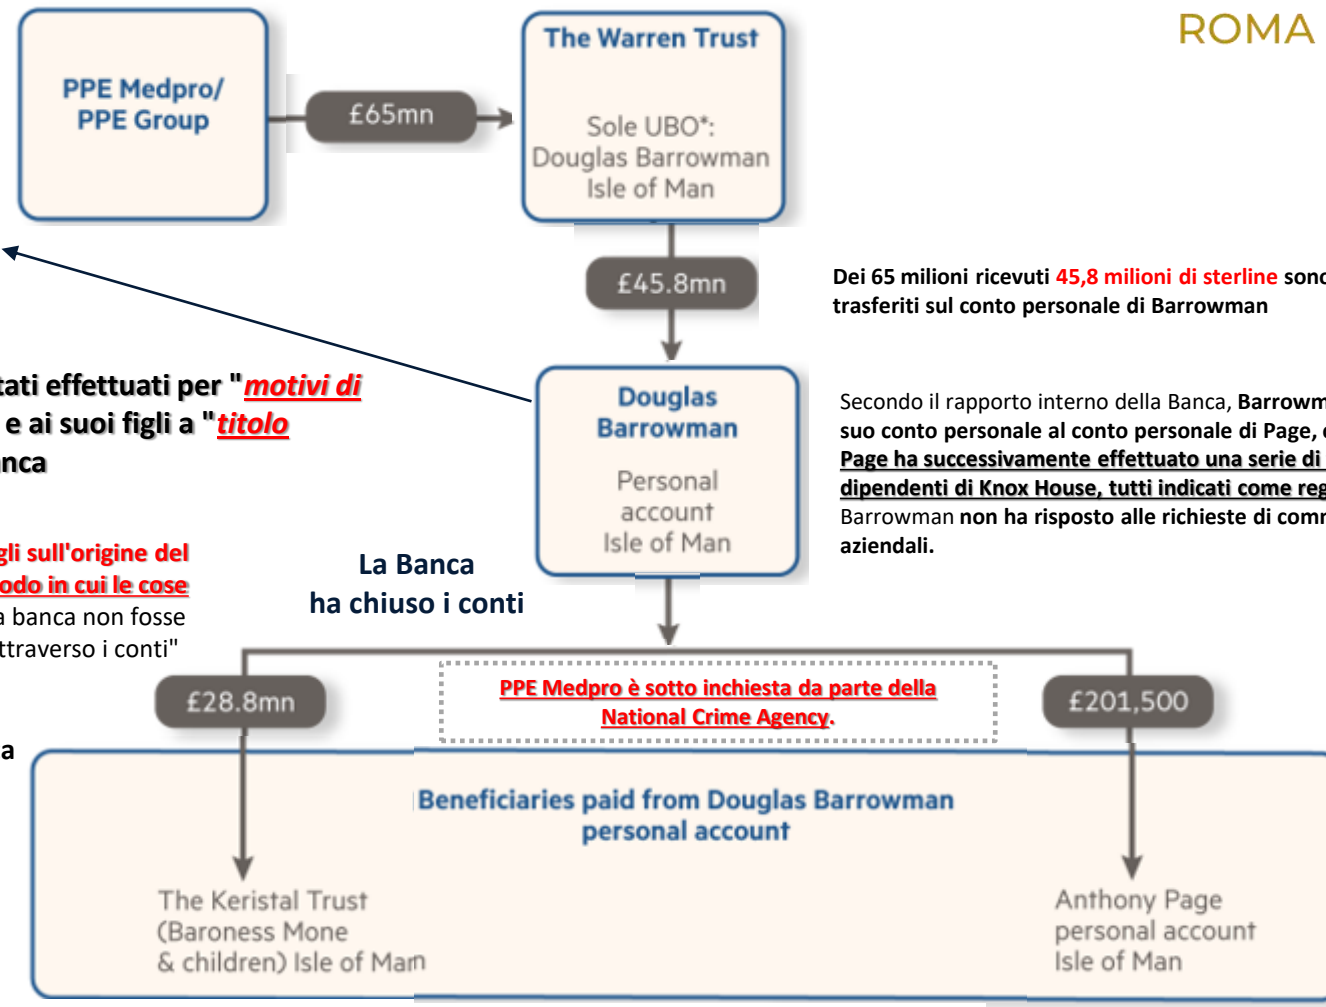 ROMA
PPE Medpro/
PPE Group
£65mn
The Warren Trust
Sole UBO*:
Douglas Barrowman
Isle of Man
£45.8mn
Dei 65 milioni ricevuti 45,8 milioni di sterline sono
trasferiti sul conto personale di Barrowman
tati effettuati per "motivi di
e ai suoi figli a "titolo
anca
Douglas
Barrowman
Personal
account
Isle of Man
Secondo il rapporto interno della Banca, Barrowm
suo conto personale al conto personale di Page,
Page ha successivamente effettuato una serie di
dipendenti di Knox House, tutti indicati come reg
Barrowman non ha risposto alle richieste di comm
aziendali.
gli sull'origine del
odo in cui le cose
a banca non fosse
ttraverso i conti"
La Banca
ha chiuso i conti
£28.8mn
PPE Medpro è sotto inchiesta da parte della
National Crime Agency.
£201,500
a
Beneficiaries paid from Douglas Barrowman
personal account
The Keristal Trust
(Baroness Mone
& children) Isle of Man
Anthony Page
personal account
Isle of Man